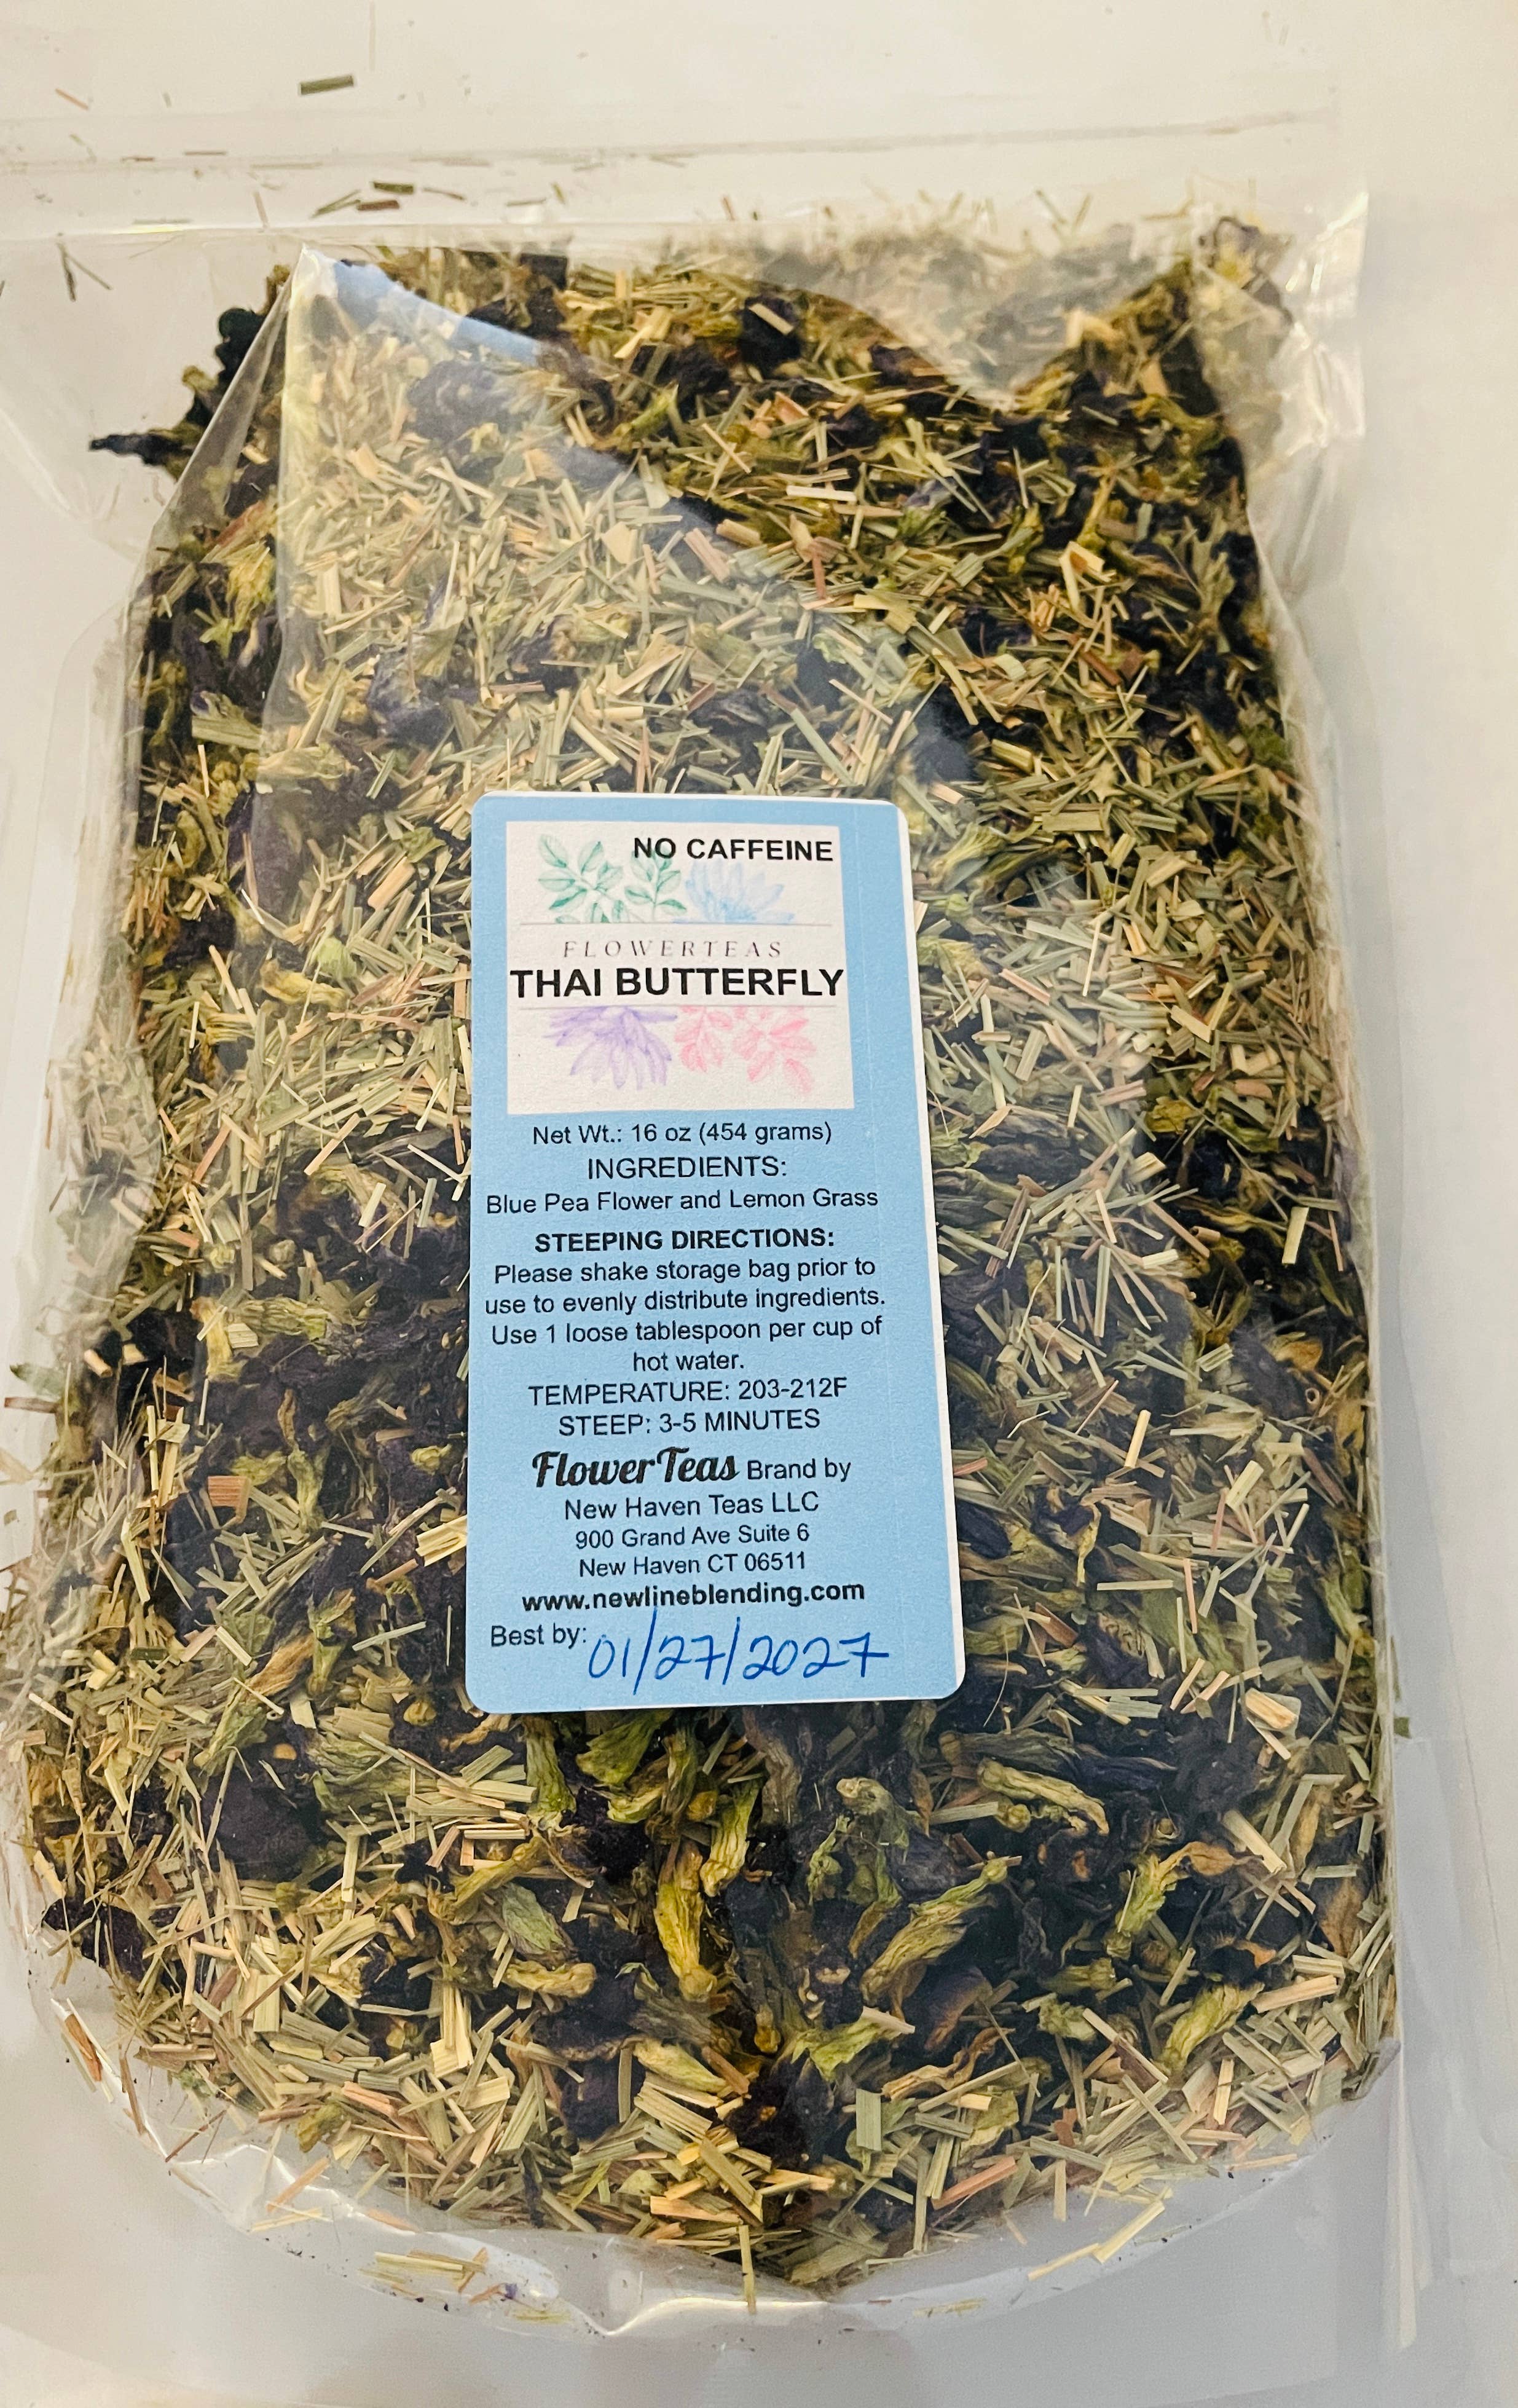 NO CAFFEINE
FLOWERTEAS
THAI BUTTERFLY
Net Wt.: 16 oz (454 grams)
INGREDIENTS:
Blue Pea Flower and Lemon Grass
STEEPING DIRECTIONS:
Please shake storage bag prior to
use to evenly distribute ingredients.
Use 1 loose tablespoon per cup of
hot water.
TEMPERATURE: 203-212F
STEEP: 3-5 MINUTES
FlowerTeas Brand by
New Haven Teas LLC
900 Grand Ave Suite 6
New Haven CT 06511
www.newlineblending.com
Best by: 01/27/2027